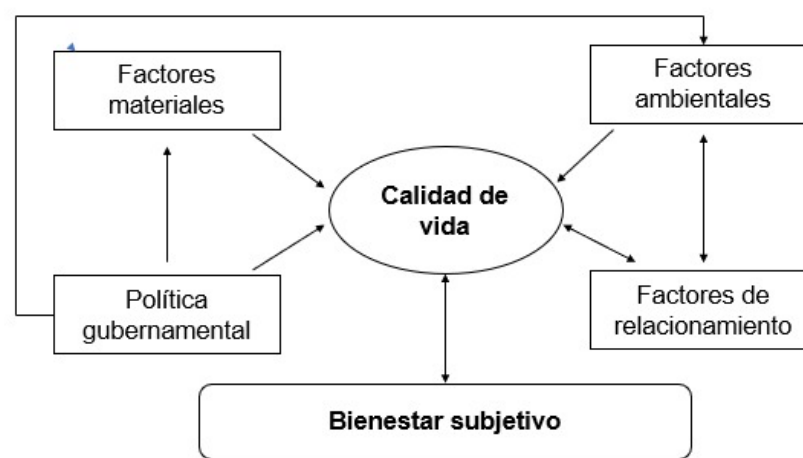 Factores
materiales
Factores
ambientales
Calidad de
vida
Política
gubernamental
Factores de
relacionamiento
Bienestar subjetivo